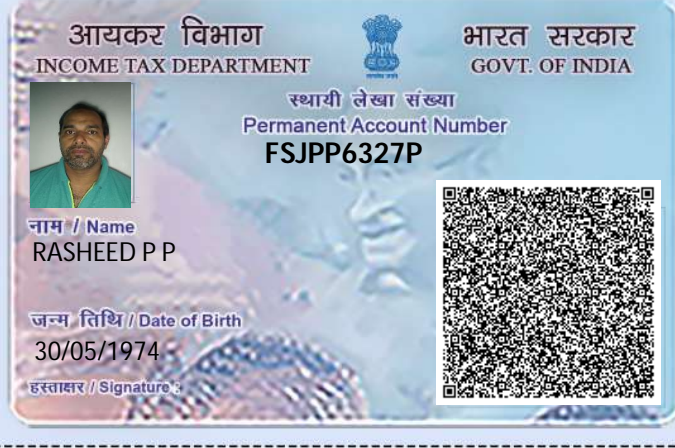 आयकर विभाग
INCOME TAX DEPARTMENT
भारत सरकार
GOVT. OF INDIA
स्थायी लेखा संख्या
Permanent Account Number
FSJPP6327P
नाम / Name
RASHEED P P
जन्म तिथि / Date of Birth
30/05/1974
हस्ताक्षर / Signature :